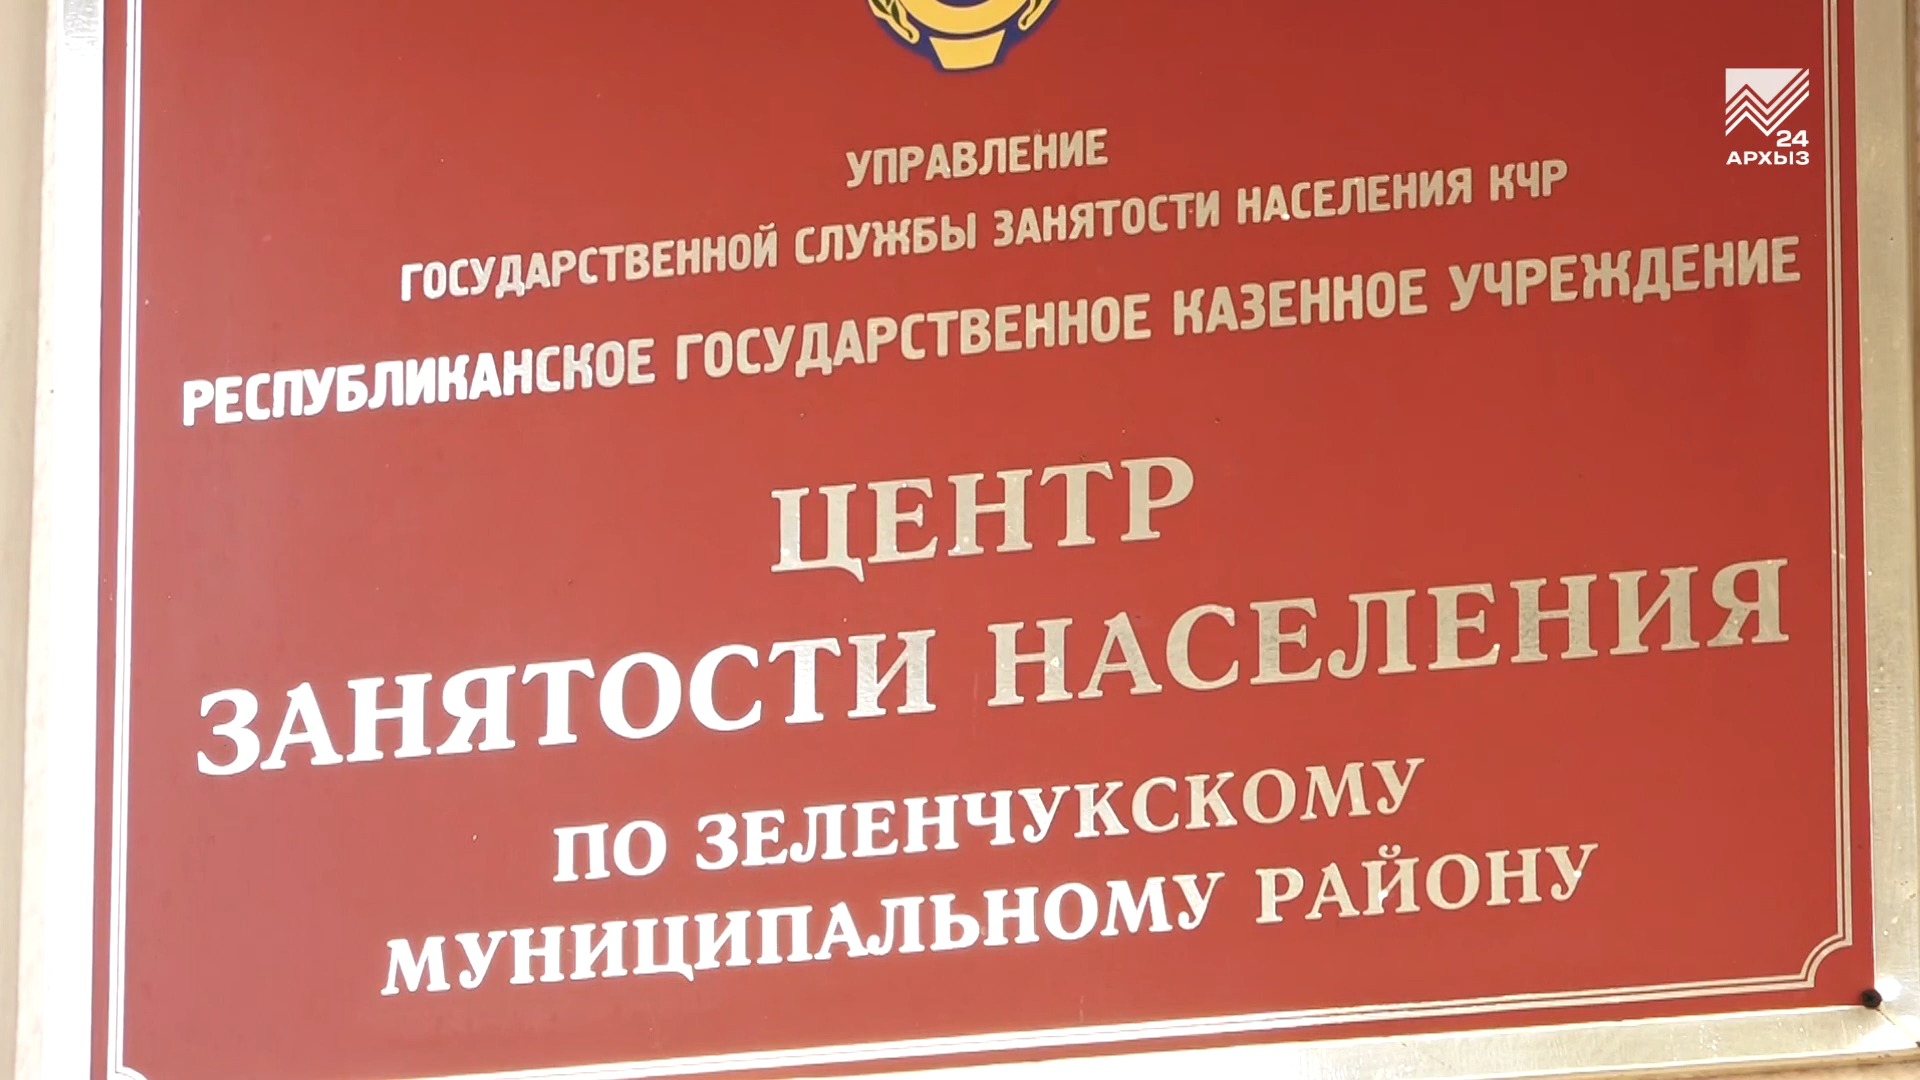 24
АРХЫЗ
УПРАВЛЕНИЕ
ГОСУДАРСТВЕННОЙ СЛУЖБЫ ЗАНЯТОСТИ НАСЕЛЕНИЯ КЧР
РЕСПУБЛИКАНСКОЕ ГОСУДАРСТВЕННОЕ КАЗЕННОЕ УЧРЕЖДЕНИЕ
ЦЕНТР
ЗАНЯТОСТИ НАСЕЛЕНИЯ
ПО ЗЕЛЕНЧУКСКОМУ
МУНИЦИПАЛЬНОМУ РАЙОНУ